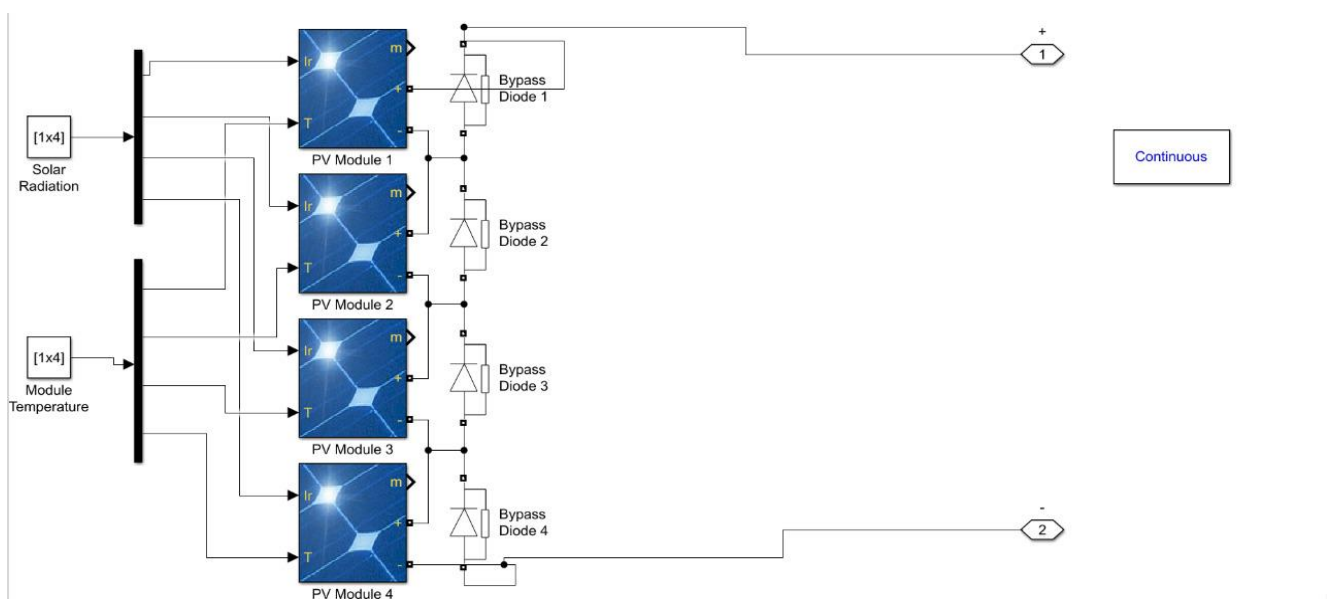 [1x4]
Solar
Radiation
[1x4]
Module
Temperature
Ir
m
+
T
-
PV Module 1
Ir
m
+
T
-
PV Module 2
Ir
m
+
T
-
PV Module 3
Ir
m
+
T
-
PV Module 4
Bypass
Diode 1
Bypass
Diode 2
Bypass
Diode 3
Bypass
Diode 4
+
1
Continuous
-
2